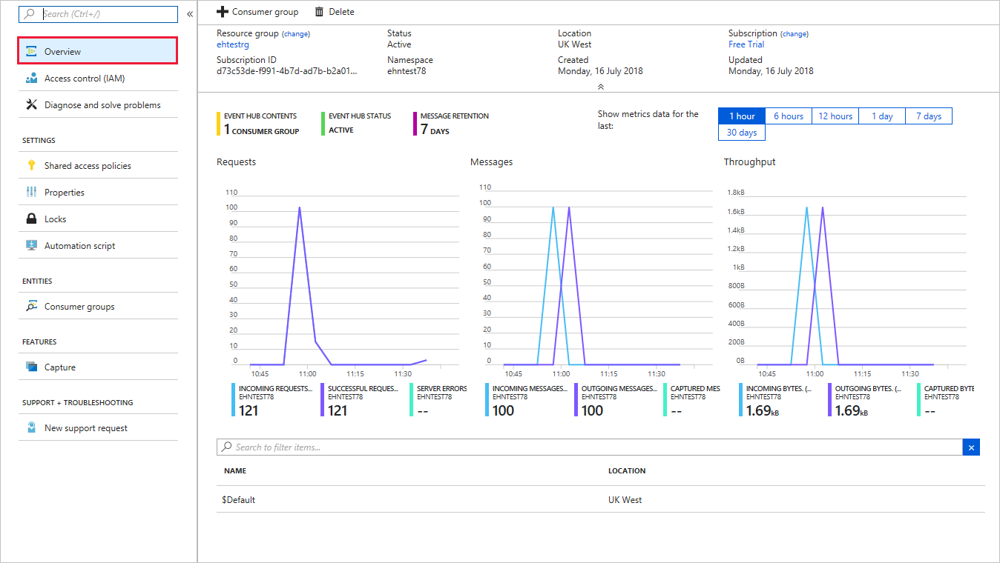 Search (Ctrl+/)
«
Overview
Access control (IAM)
Diagnose and solve problems
SETTINGS
Shared access policies
Properties
Locks
Automation script
ENTITIES
Consumer groups
FEATURES
Capture
SUPPORT + TROUBLESHOOTING
New support request
Consumer group Delete
Resource group (change)
ehtestrg
Subscription ID
d73c53de-f991-4b7d-ad7b-b2a01...
Status
Active
Namespace
ehntest78
Location
UK West
Created
Monday, 16 July 2018
Subscription (change)
Free Trial
Updated
Monday, 16 July 2018
EVENT HUB CONTENTS
1 CONSUMER GROUP
EVENT HUB STATUS
ACTIVE
MESSAGE RETENTION
7 DAYS
Show metrics data for the
last:
1 hour 6 hours 12 hours 1 day 7 days
30 days
Requests
110
100
90
80
70
60
50
40
30
20
10
0
10:45 11:00 11:15 11:30
INCOMING REQUESTS...
EHNTEST78
121
SUCCESSFUL REQUES...
EHNTEST78
121
SERVER ERRORS
EHNTEST78
--
Messages
110
100
90
80
70
60
50
40
30
20
10
0
10:45 11:00 11:15 11:30
INCOMING MESSAGES...
EHNTEST78
100
OUTGOING MESSAGES...
EHNTEST78
100
CAPTURED MES
EHNTEST78
--
Throughput
1.8kB
1.6kB
1.4kB
1.2kB
1kB
800B
600B
400B
200B
0B
10:45 11:00 11:15 11:30
INCOMING BYTES. (...
EHNTEST78
1.69kB
OUTGOING BYTES. (...
EHNTEST78
1.69kB
CAPTURED BYTE
EHNTEST78
--
Search to filter items...
NAME LOCATION
$Default UK West